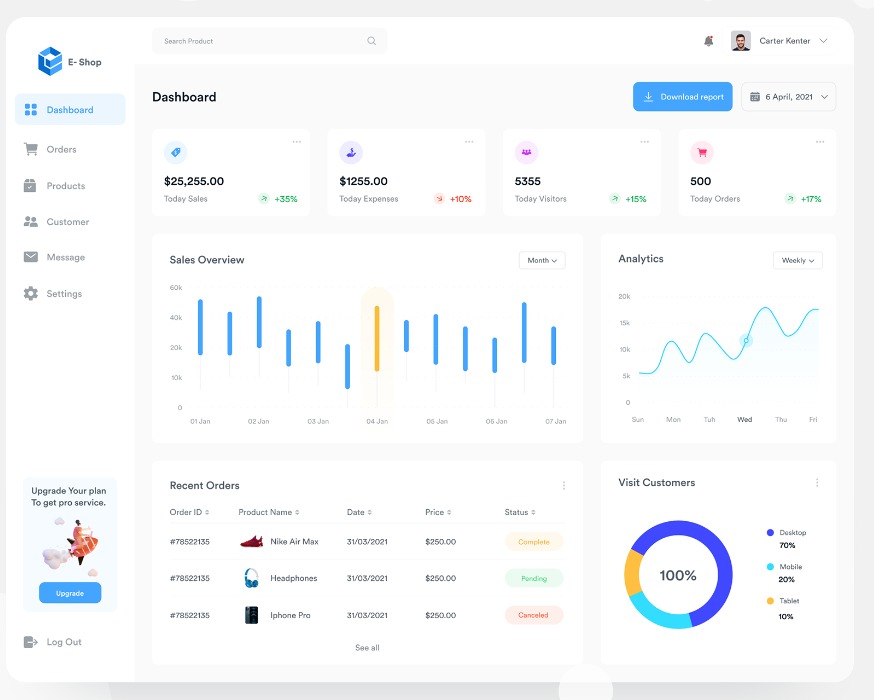 E- Shop
Search Product
Carter Kenter
Dashboard
Orders
Products
Customer
Message
Settings
Upgrade Your plan
To get pro service.
Upgrade
Log Out
Dashboard
Download report
6 April, 2021
$25,255.00
Today Sales
+35%
$1255.00
Today Expenses
+10%
5355
Today Visitors
+15%
500
Today Orders
+17%
Sales Overview
Month
60k
40k
20k
10k
0
01 Jan 02 Jan 03 Jan 04 Jan 05 Jan 06 Jan 07 Jan
Analytics
Weekly
20k
15k
10k
5k
0
Sun Mon Tuh Wed Thu Fri
Recent Orders
Order ID Product Name Date Price Status
#78522135 Nike Air Max 31/03/2021 $250.00 Complete
#78522135 Headphones 31/03/2021 $250.00 Panding
#78522135 Iphone Pro 31/03/2021 $250.00 Canceled
See all
Visit Customers
100%
Desktop
70%
Mobile
20%
Tablet
10%